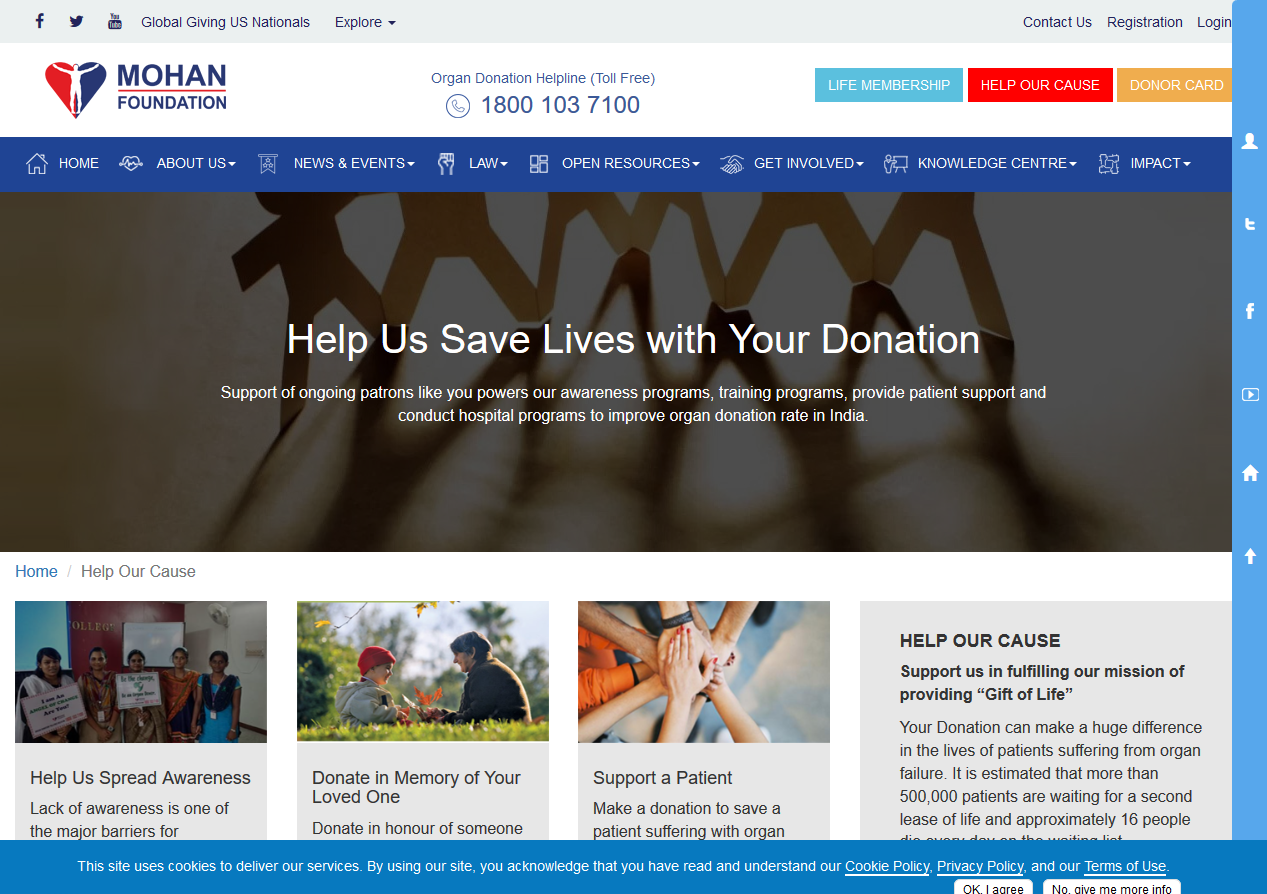 Global Giving US Nationals Explore
Contact Us Registration Login
MOHAN
FOUNDATION
Organ Donation Helpline (Toll Free)
1800 103 7100
LIFE MEMBERSHIP HELP OUR CAUSE DONOR CARD
HOME ABOUT US NEWS & EVENTS LAW OPEN RESOURCES GET INVOLVED KNOWLEDGE CENTRE IMPACT
Help Us Save Lives with Your Donation
Support of ongoing patrons like you powers our awareness programs, training programs, provide patient support and
conduct hospital programs to improve organ donation rate in India.
Home / Help Our Cause
Help Us Spread Awareness
Lack of awareness is one of
the major barriers for
Donate in Memory of Your
Loved One
Donate in honour of someone
Support a Patient
Make a donation to save a
patient suffering with organ
HELP OUR CAUSE
Support us in fulfilling our mission of
providing “Gift of Life”
Your Donation can make a huge difference
in the lives of patients suffering from organ
failure. It is estimated that more than
500,000 patients are waiting for a second
lease of life and approximately 16 people
die every day on the waiting list
This site uses cookies to deliver our services. By using our site, you acknowledge that you have read and understand our Cookie Policy, Privacy Policy, and our Terms of Use.
OK, I agree No, give me more info